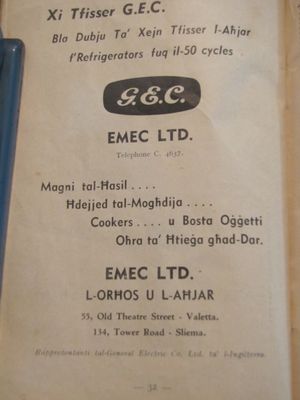 Xi Tfisser G.E.C.
Bla Dubju Ta' Xejn Tfisser l-Aħjar
f'Refrigerators fuq il-50 cycles
G.E.C.
EMEC LTD.
Telephone C. 4637.
Magni tal-Ħasil ....
Ħdejjed tal-Mogħdija ....
Cookers .... u Bosta Oġġetti
Oħra ta' Ħtieġa għad-Dar.
EMEC LTD.
L-ORĦOS U L-AĦJAR
55, Old Theatre Street - Valetta.
134, Tower Road - Sliema.
Rappreżentanti tal-General Electric Co. Ltd. ta' l-Ingilterra.
— 32 —